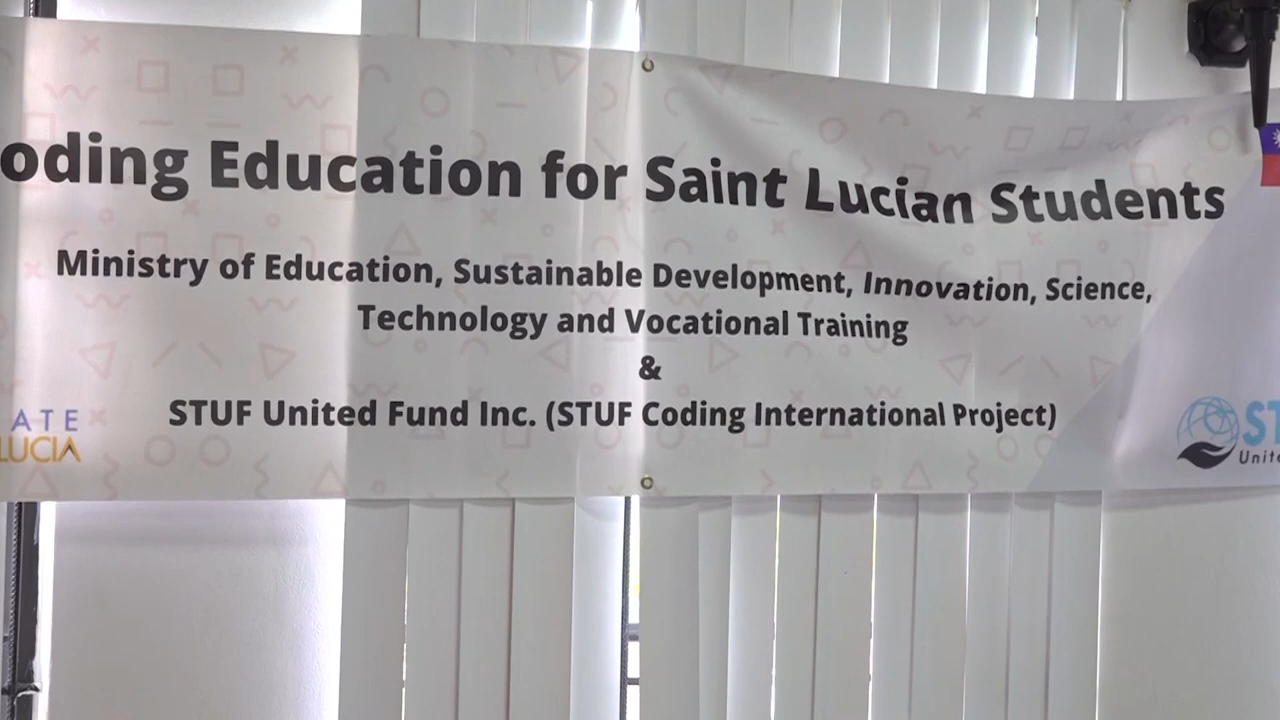 oding Education for Saint Lucian Students
Ministry of Education, Sustainable Development, Innovation, Science,
Technology and Vocational Training
&
STUF United Fund Inc. (STUF Coding International Project)
ATE
LUCIA
ST
Unite